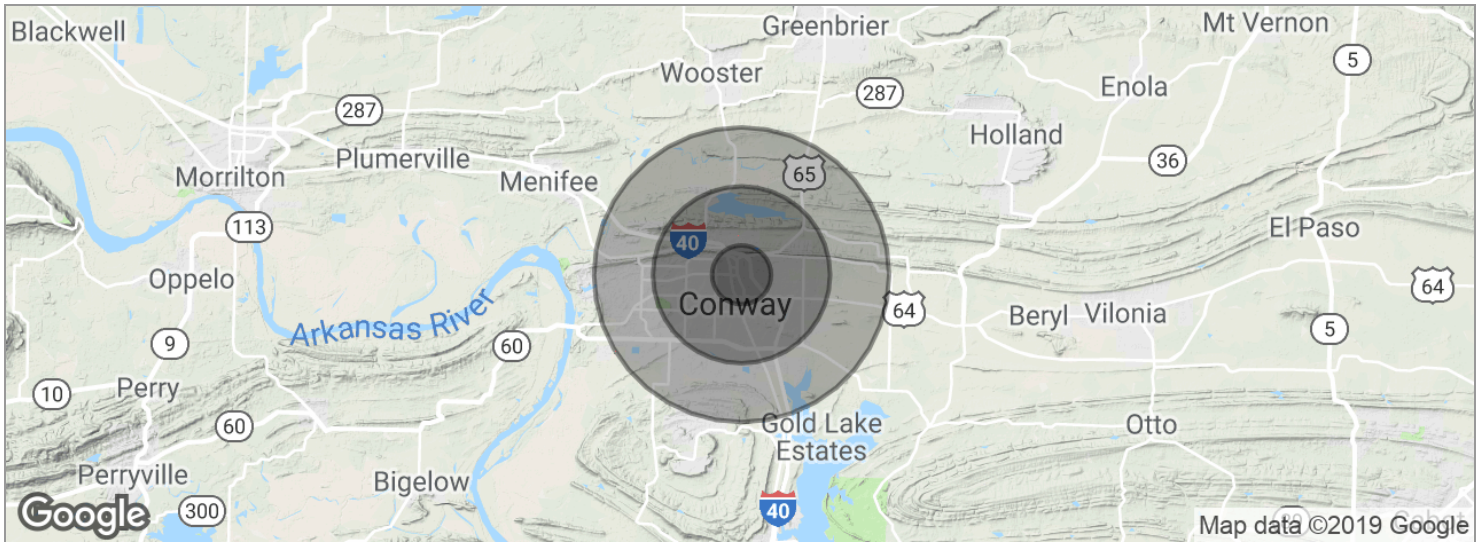 Blackwell
Greenbrier
Mt Vernon
Wooster
5
Enola
287
287
Holland
Plumerville
36
Morrilton
Menifee
65
113
El Paso
40
Oppelo
64
Conway
64
Arkansas River
Beryl
Vilonia
5
9
60
Perry
10
60
Gold Lake
Estates
Otto
Perryville
Bigelow
300
40
Google
Map data ©2019 Google